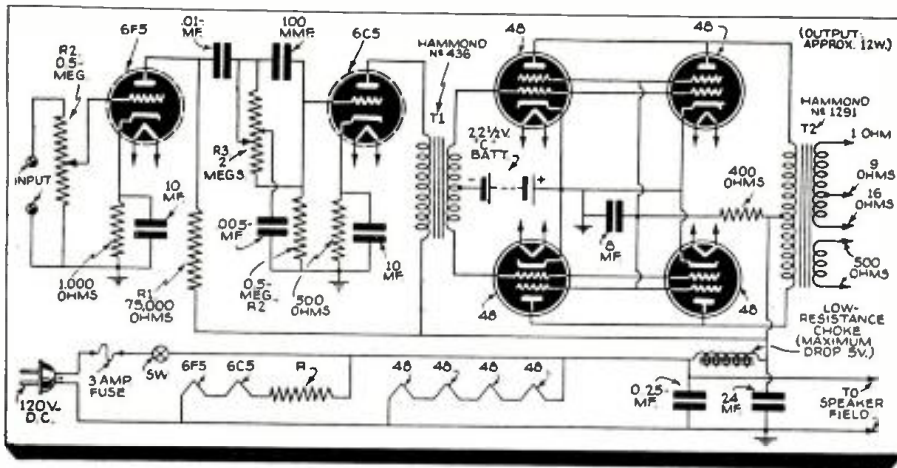 6F5
R2
0.5-
MEG.
INPUT
10
MF
1,000
OHMS
R1
75,000
OHMS
.01-
MF.
100
MMF.
R3
2
MEGS
.005-
MF
0.5-
MEG.
R2
6C5
500
OHMS
10
MF
HAMMOND
No 436
T1
22½V.
"C"
BATT
+
48
48
48
48
8
MF
400
OHMS
(OUTPUT:
APPROX. 12W.)
HAMMOND
No 1291
T2
1 OHM
9
OHMS
16
OHMS
500
OHMS
LOW-
RESISTANCE
CHOKE
(MAXIMUM
DROP 5V.)
120V.-
D.C.
3 AMP
FUSE
SW
6F5
6C5
R
48
48
48
48
0.25-
MF.
24
MF
TO
SPEAKER
FIELD